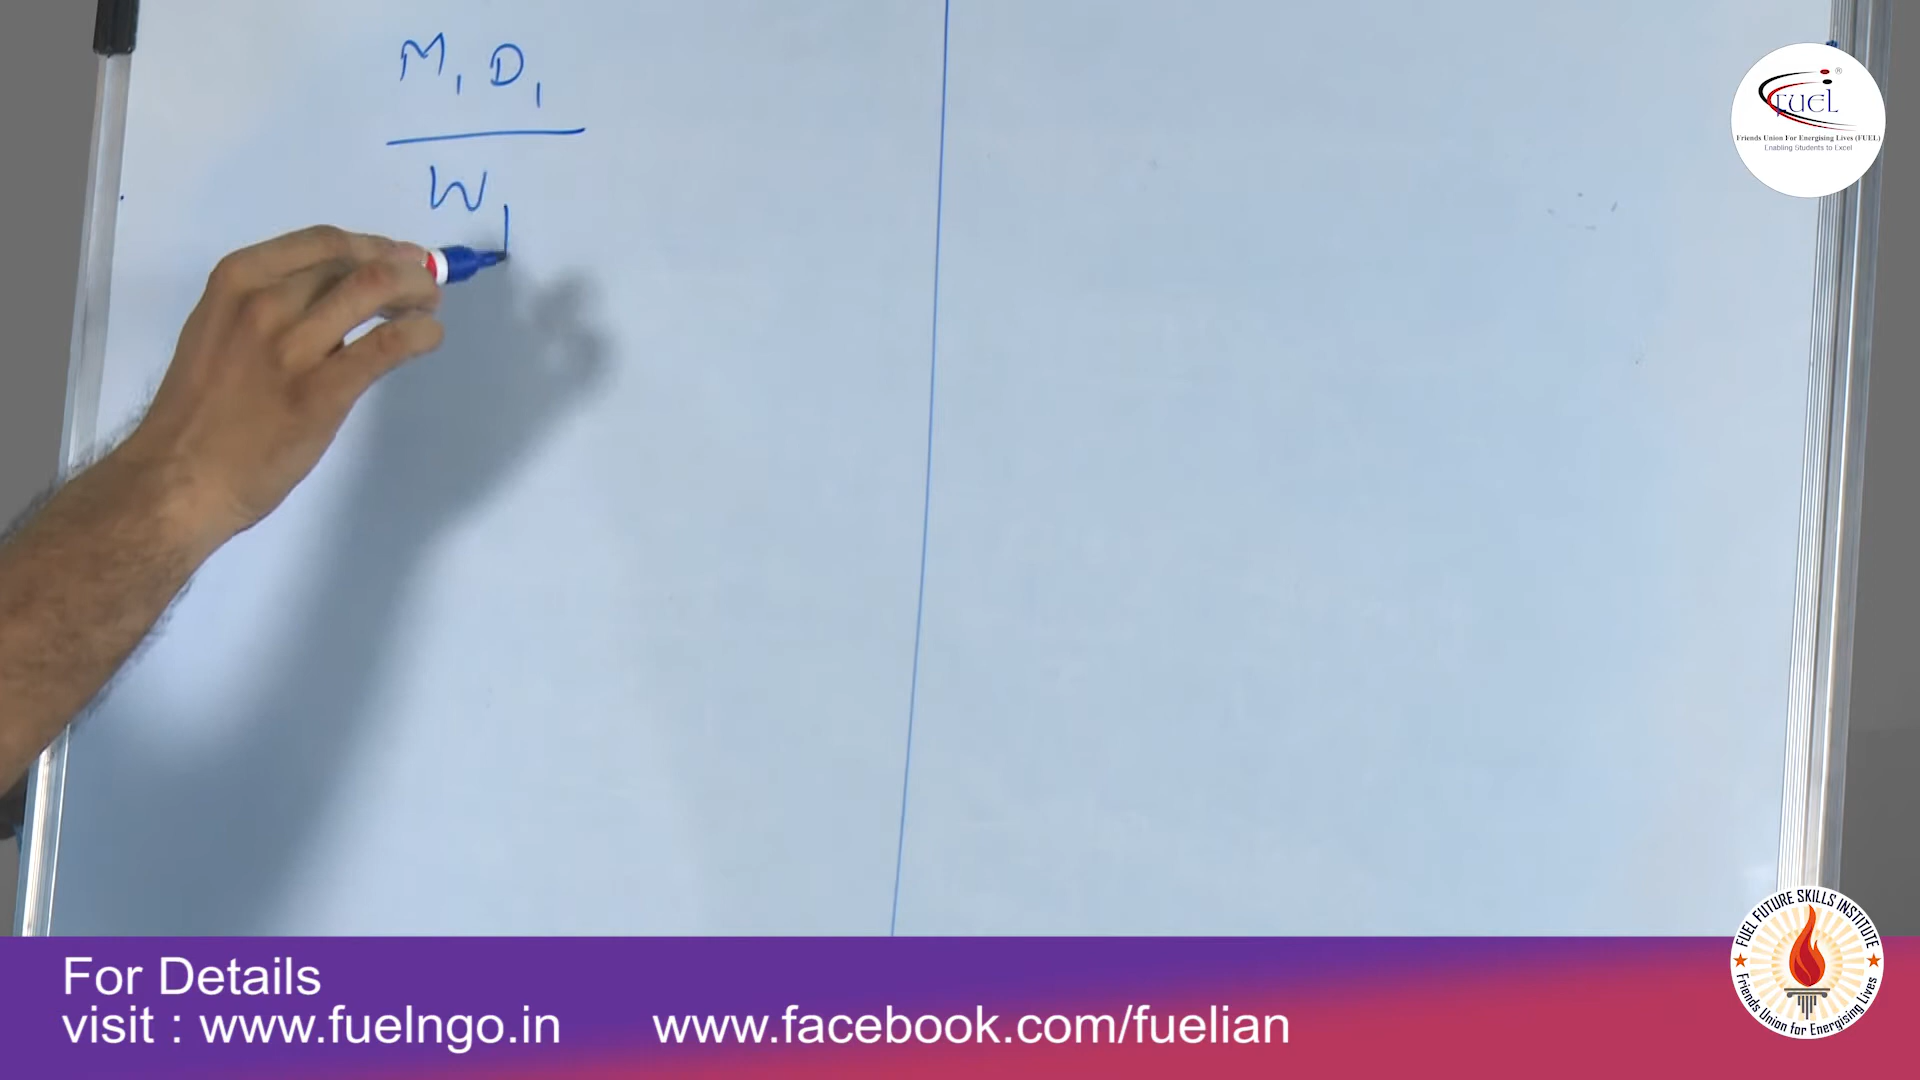 M₁ D₁
W₁
FUEL
®
Friends Union For Energising Lives (FUEL)
Enabling Students to Excel
FUEL FUTURE SKILLS INSTITUTE
Friends Union for Energising Lives
For Details
visit : www.fuelngo.in www.facebook.com/fuelian